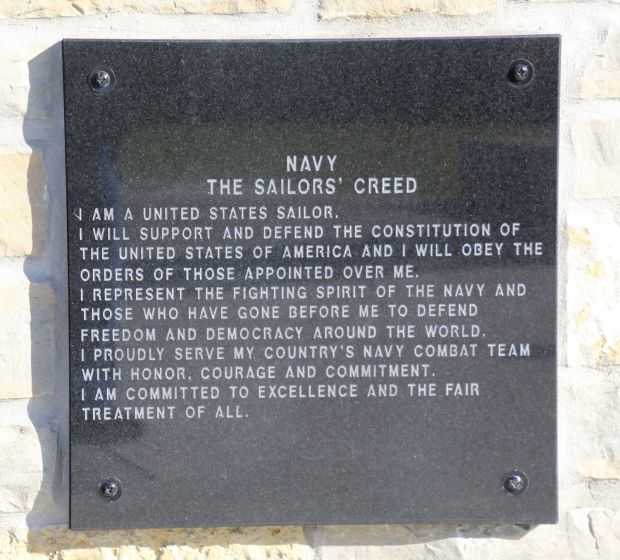 NAVY
THE SAILORS' CREED
I AM A UNITED STATES SAILOR.
I WILL SUPPORT AND DEFEND THE CONSTITUTION OF
THE UNITED STATES OF AMERICA AND I WILL OBEY THE
ORDERS OF THOSE APPOINTED OVER ME.
I REPRESENT THE FIGHTING SPIRIT OF THE NAVY AND
THOSE WHO HAVE GONE BEFORE ME TO DEFEND
FREEDOM AND DEMOCRACY AROUND THE WORLD.
I PROUDLY SERVE MY COUNTRY'S NAVY COMBAT TEAM
WITH HONOR, COURAGE AND COMMITMENT.
I AM COMMITTED TO EXCELLENCE AND THE FAIR
TREATMENT OF ALL.